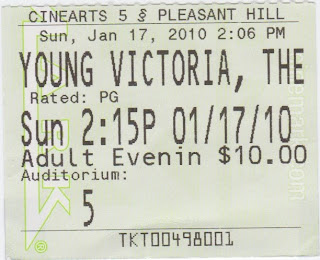 CINEARTS 5 @ PLEASANT HILL
Sun, Jan 17, 2010 2:06 PM
YOUNG VICTORIA, THE
Rated: PG
Sun 2:15P 01/17/10
Adult Evenin $10.00
Auditorium:
5
TKT00498001